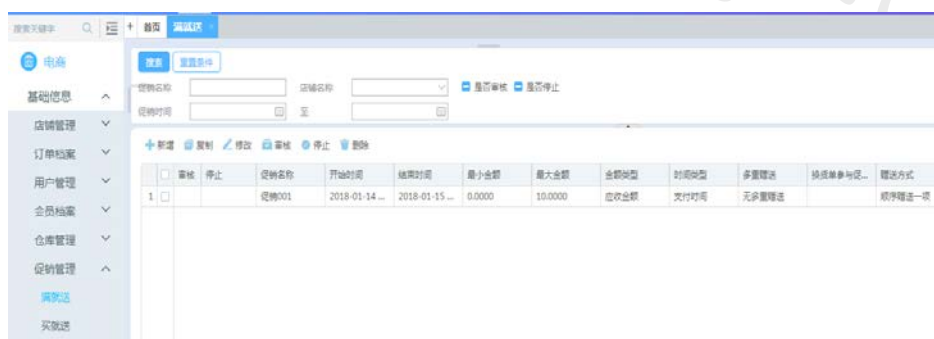 搜索关键字
首页 满就送
电商
基础信息
店铺管理
订单档案
用户管理
会员档案
仓库管理
促销管理
满就送
买就送
搜索 重置条件
促销名称 店铺名称 是否审核 是否停止
促销时间 至
新增 复制 修改 审核 停止 删除
审核 停止 促销名称 开始时间 结束时间 最小金额 最大金额 金额类型 时间类型 多重赠送 换货单参与促... 赠送方式
1 促销001 2018-01-14 ... 2018-01-15 ... 0.0000 10.0000 应收金额 支付时间 无多重赠送 顺序赠送一项